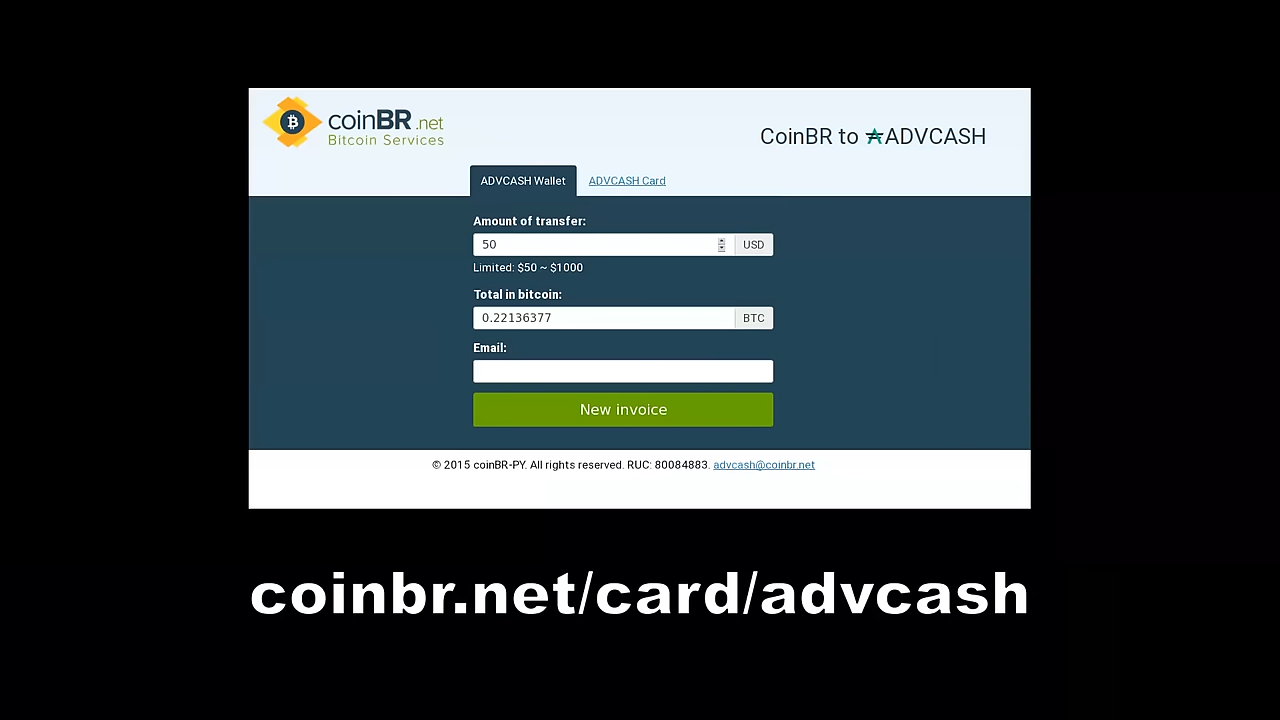 coinBR.net
Bitcoin Services
CoinBR to ADVCASH
ADVCASH Wallet ADVCASH Card
Amount of transfer:
50 USD
Limited: $50 ~ $1000
Total in bitcoin:
0.22136377 BTC
Email:
New invoice
© 2015 coinBR-PY. All rights reserved. RUC: 80084883. advcash@coinbr.net
coinbr.net/card/advcash